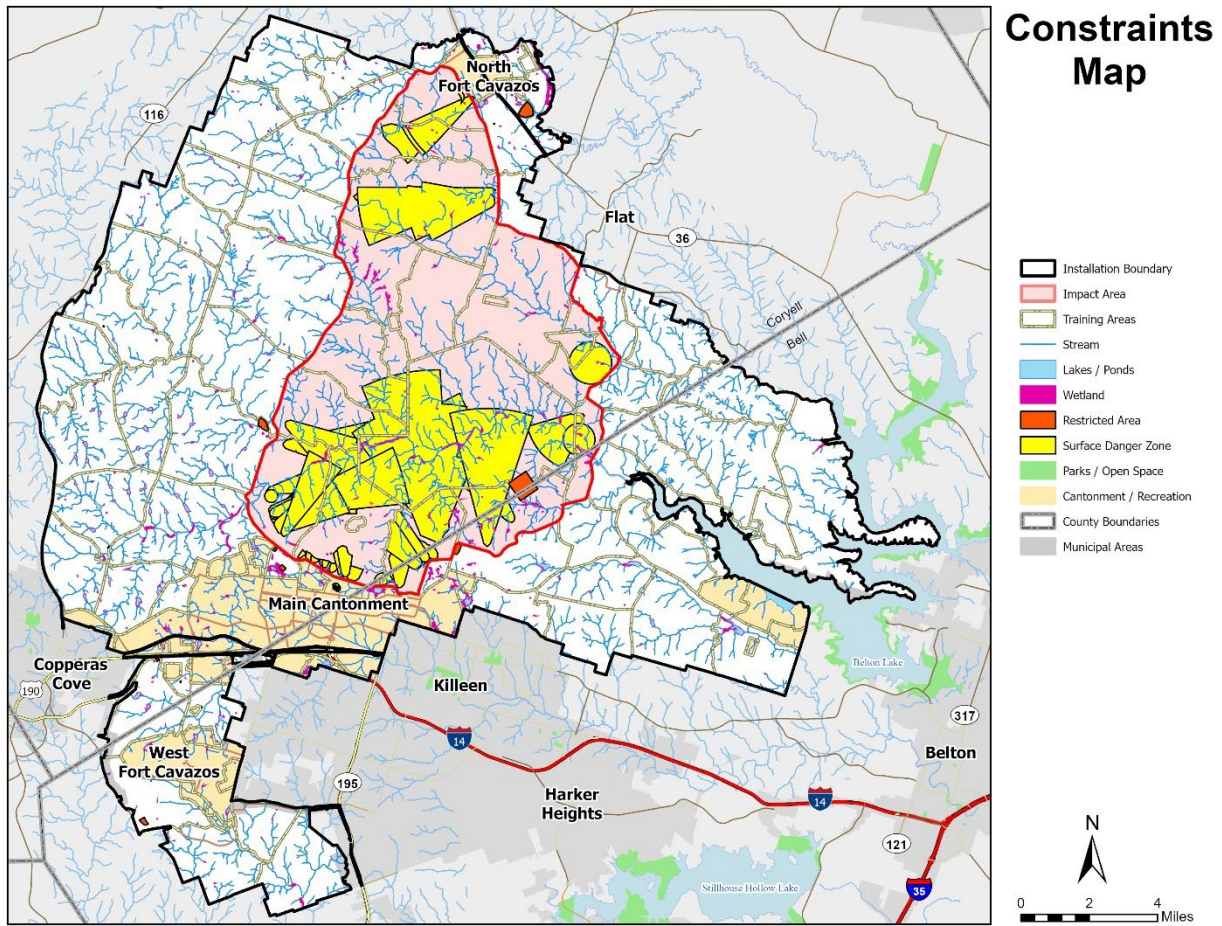 Constraints
Map
North
Fort Cavazos
116
Flat
36
Coryell
Bell
Main Cantonment
Copperas
Cove
190
Killeen
Belton Lake
317
14
West
Fort Cavazos
195
Belton
Harker
Heights
14
121
Stillhouse Hollow Lake
35
Installation Boundary
Impact Area
Training Areas
Stream
Lakes / Ponds
Wetland
Restricted Area
Surface Danger Zone
Parks / Open Space
Cantonment / Recreation
County Boundaries
Municipal Areas
N
0 2 4
Miles